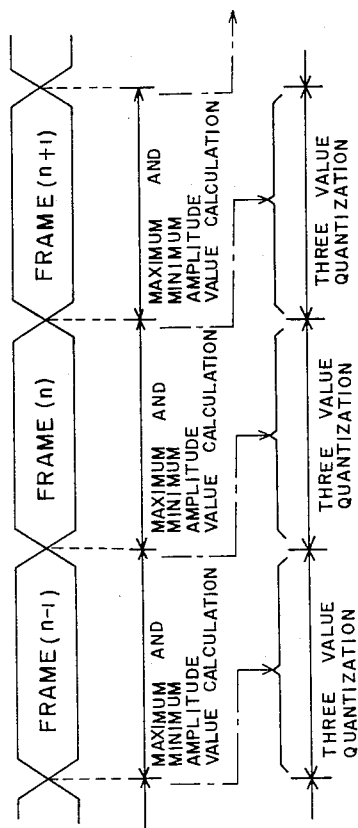 FRAME (n-1)
FRAME (n)
FRAME (n+1)
MAXIMUM AND
MINIMUM
AMPLITUDE
VALUE CALCULATION
MAXIMUM AND
MINIMUM
AMPLITUDE
VALUE CALCULATION
MAXIMUM AND
MINIMUM
AMPLITUDE
VALUE CALCULATION
THREE VALUE
QUANTIZATION
THREE VALUE
QUANTIZATION
THREE VALUE
QUANTIZATION